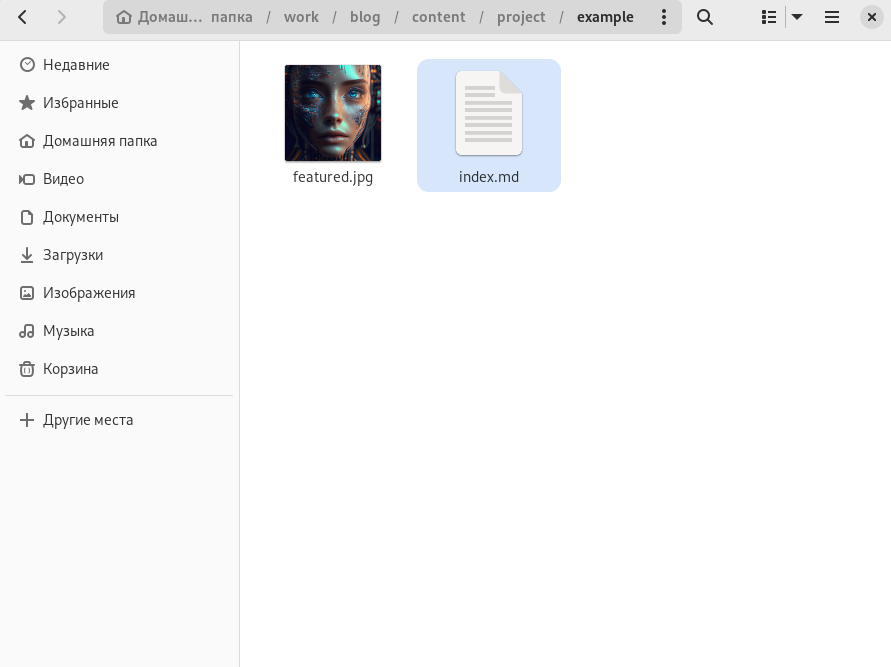 Домаш… папка / work / blog / content / project / example
Недавние
Избранные
Домашняя папка
Видео
Документы
Загрузки
Изображения
Музыка
Корзина
Другие места
featured.jpg
index.md